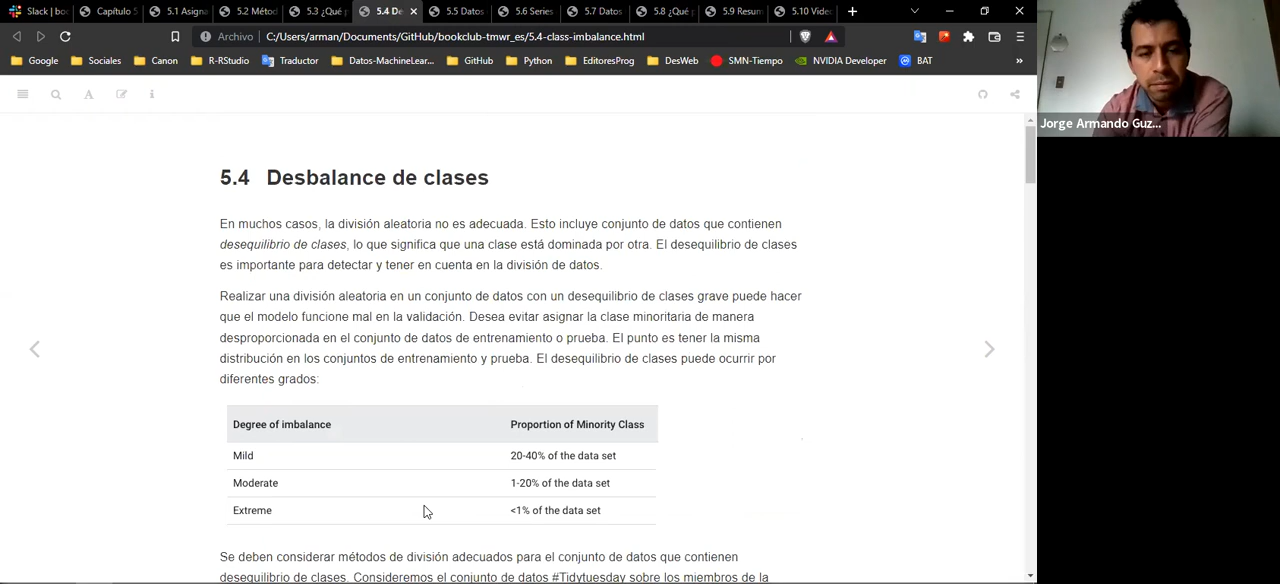 Slack | boo
Capítulo 5
5.1 Asigna
5.2 Métod
5.3 ¿Qué p
5.4 De
5.5 Datos
5.6 Series
5.7 Datos
5.8 ¿Qué
5.9 Resum
5.10 Video
Archivo C:/Users/arman/Documents/GitHub/bookclub-tmwr_es/5.4-class-imbalance.html
Google Sociales Canon R-RStudio Traductor Datos-MachineLear... GitHub Python EditoresProg DesWeb SMN-Tiempo NVIDIA Developer BAT »
Jorge Armando Guz...
5.4 Desbalance de clases
En muchos casos, la división aleatoria no es adecuada. Esto incluye conjunto de datos que contienen
desequilibrio de clases, lo que significa que una clase está dominada por otra. El desequilibrio de clases
es importante para detectar y tener en cuenta en la división de datos.
Realizar una división aleatoria en un conjunto de datos con un desequilibrio de clases grave puede hacer
que el modelo funcione mal en la validación. Desea evitar asignar la clase minoritaria de manera
desproporcionada en el conjunto de datos de entrenamiento o prueba. El punto es tener la misma
distribución en los conjuntos de entrenamiento y prueba. El desequilibrio de clases puede ocurrir por
diferentes grados:
Degree of imbalance Proportion of Minority Class
Mild 20-40% of the data set
Moderate 1-20% of the data set
Extreme <1% of the data set
Se deben considerar métodos de división adecuados para el conjunto de datos que contienen
desequilibrio de clases. Consideremos el conjunto de datos #Tidytuesday sobre los miembros de la